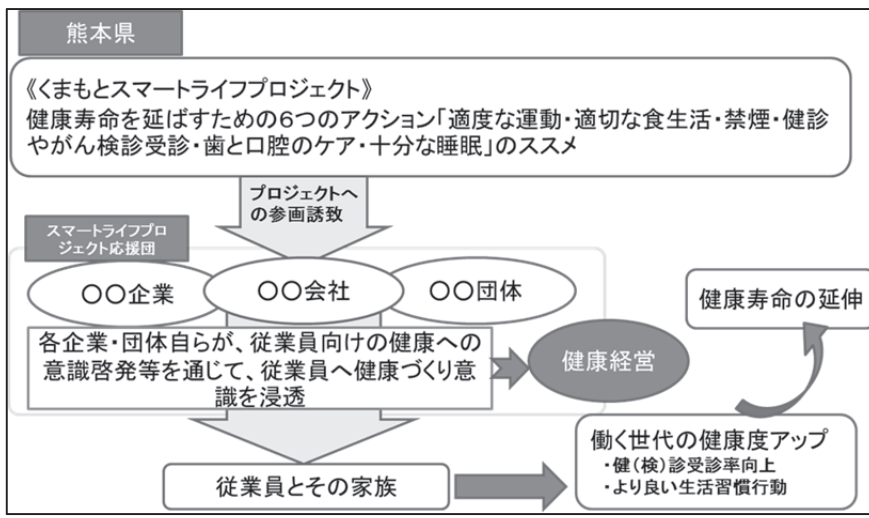 熊本県
《くまもとスマートライフプロジェクト》
健康寿命を延ばすための6つのアクション「適度な運動・適切な食生活・禁煙・健診
やがん検診受診・歯と口腔のケア・十分な睡眠」のススメ
プロジェクトへ
の参画誘致
スマートライフプロ
ジェクト応援団
〇〇企業
〇〇会社
〇〇団体
健康寿命の延伸
各企業・団体自らが、従業員向けの健康への
意識啓発等を通じて、従業員へ健康づくり意
識を浸透
健康経営
働く世代の健康度アップ
・健(検)診受診率向上
・より良い生活習慣行動
従業員とその家族